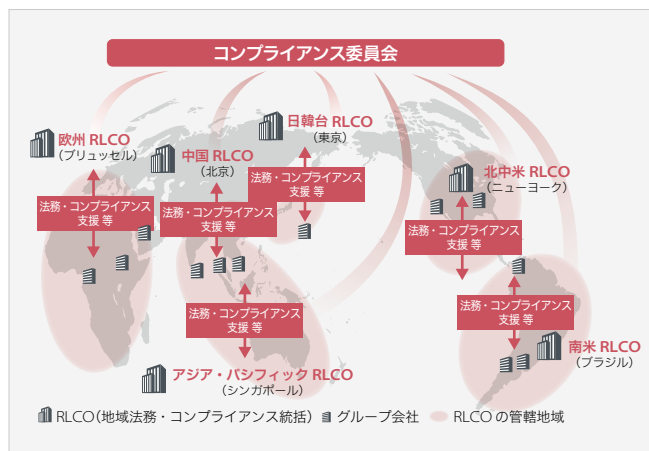 コンプライアンス委員会
日韓台 RLCO
（東京）
欧州 RLCO
（ブリュッセル）
中国 RLCO
（北京）
北中米 RLCO
（ニューヨーク）
法務・コンプライアンス
支援 等
法務・コンプライアンス
支援 等
法務・コンプライアンス
支援 等
法務・コンプライアンス
支援 等
法務・コンプライアンス
支援 等
法務・コンプライアンス
支援 等
南米 RLCO
（ブラジル）
アジア・パシフィック RLCO
（シンガポール）
RLCO（地域法務・コンプライアンス統括）
グループ会社
RLCO の管轄地域